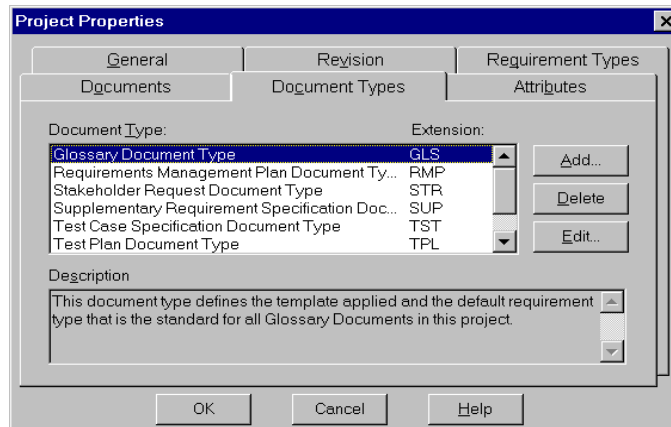 Project Properties
General Revision Requirement Types
Documents Document Types Attributes
Document Type: Extension:
Glossary Document Type GLS
Requirements Management Plan Document Ty... RMP
Stakeholder Request Document Type STR
Supplementary Requirement Specification Doc... SUP
Test Case Specification Document Type TST
Test Plan Document Type TPL
Add...
Delete
Edit...
Description
This document type defines the template applied and the default requirement
type that is the standard for all Glossary Documents in this project.
OK Cancel Help